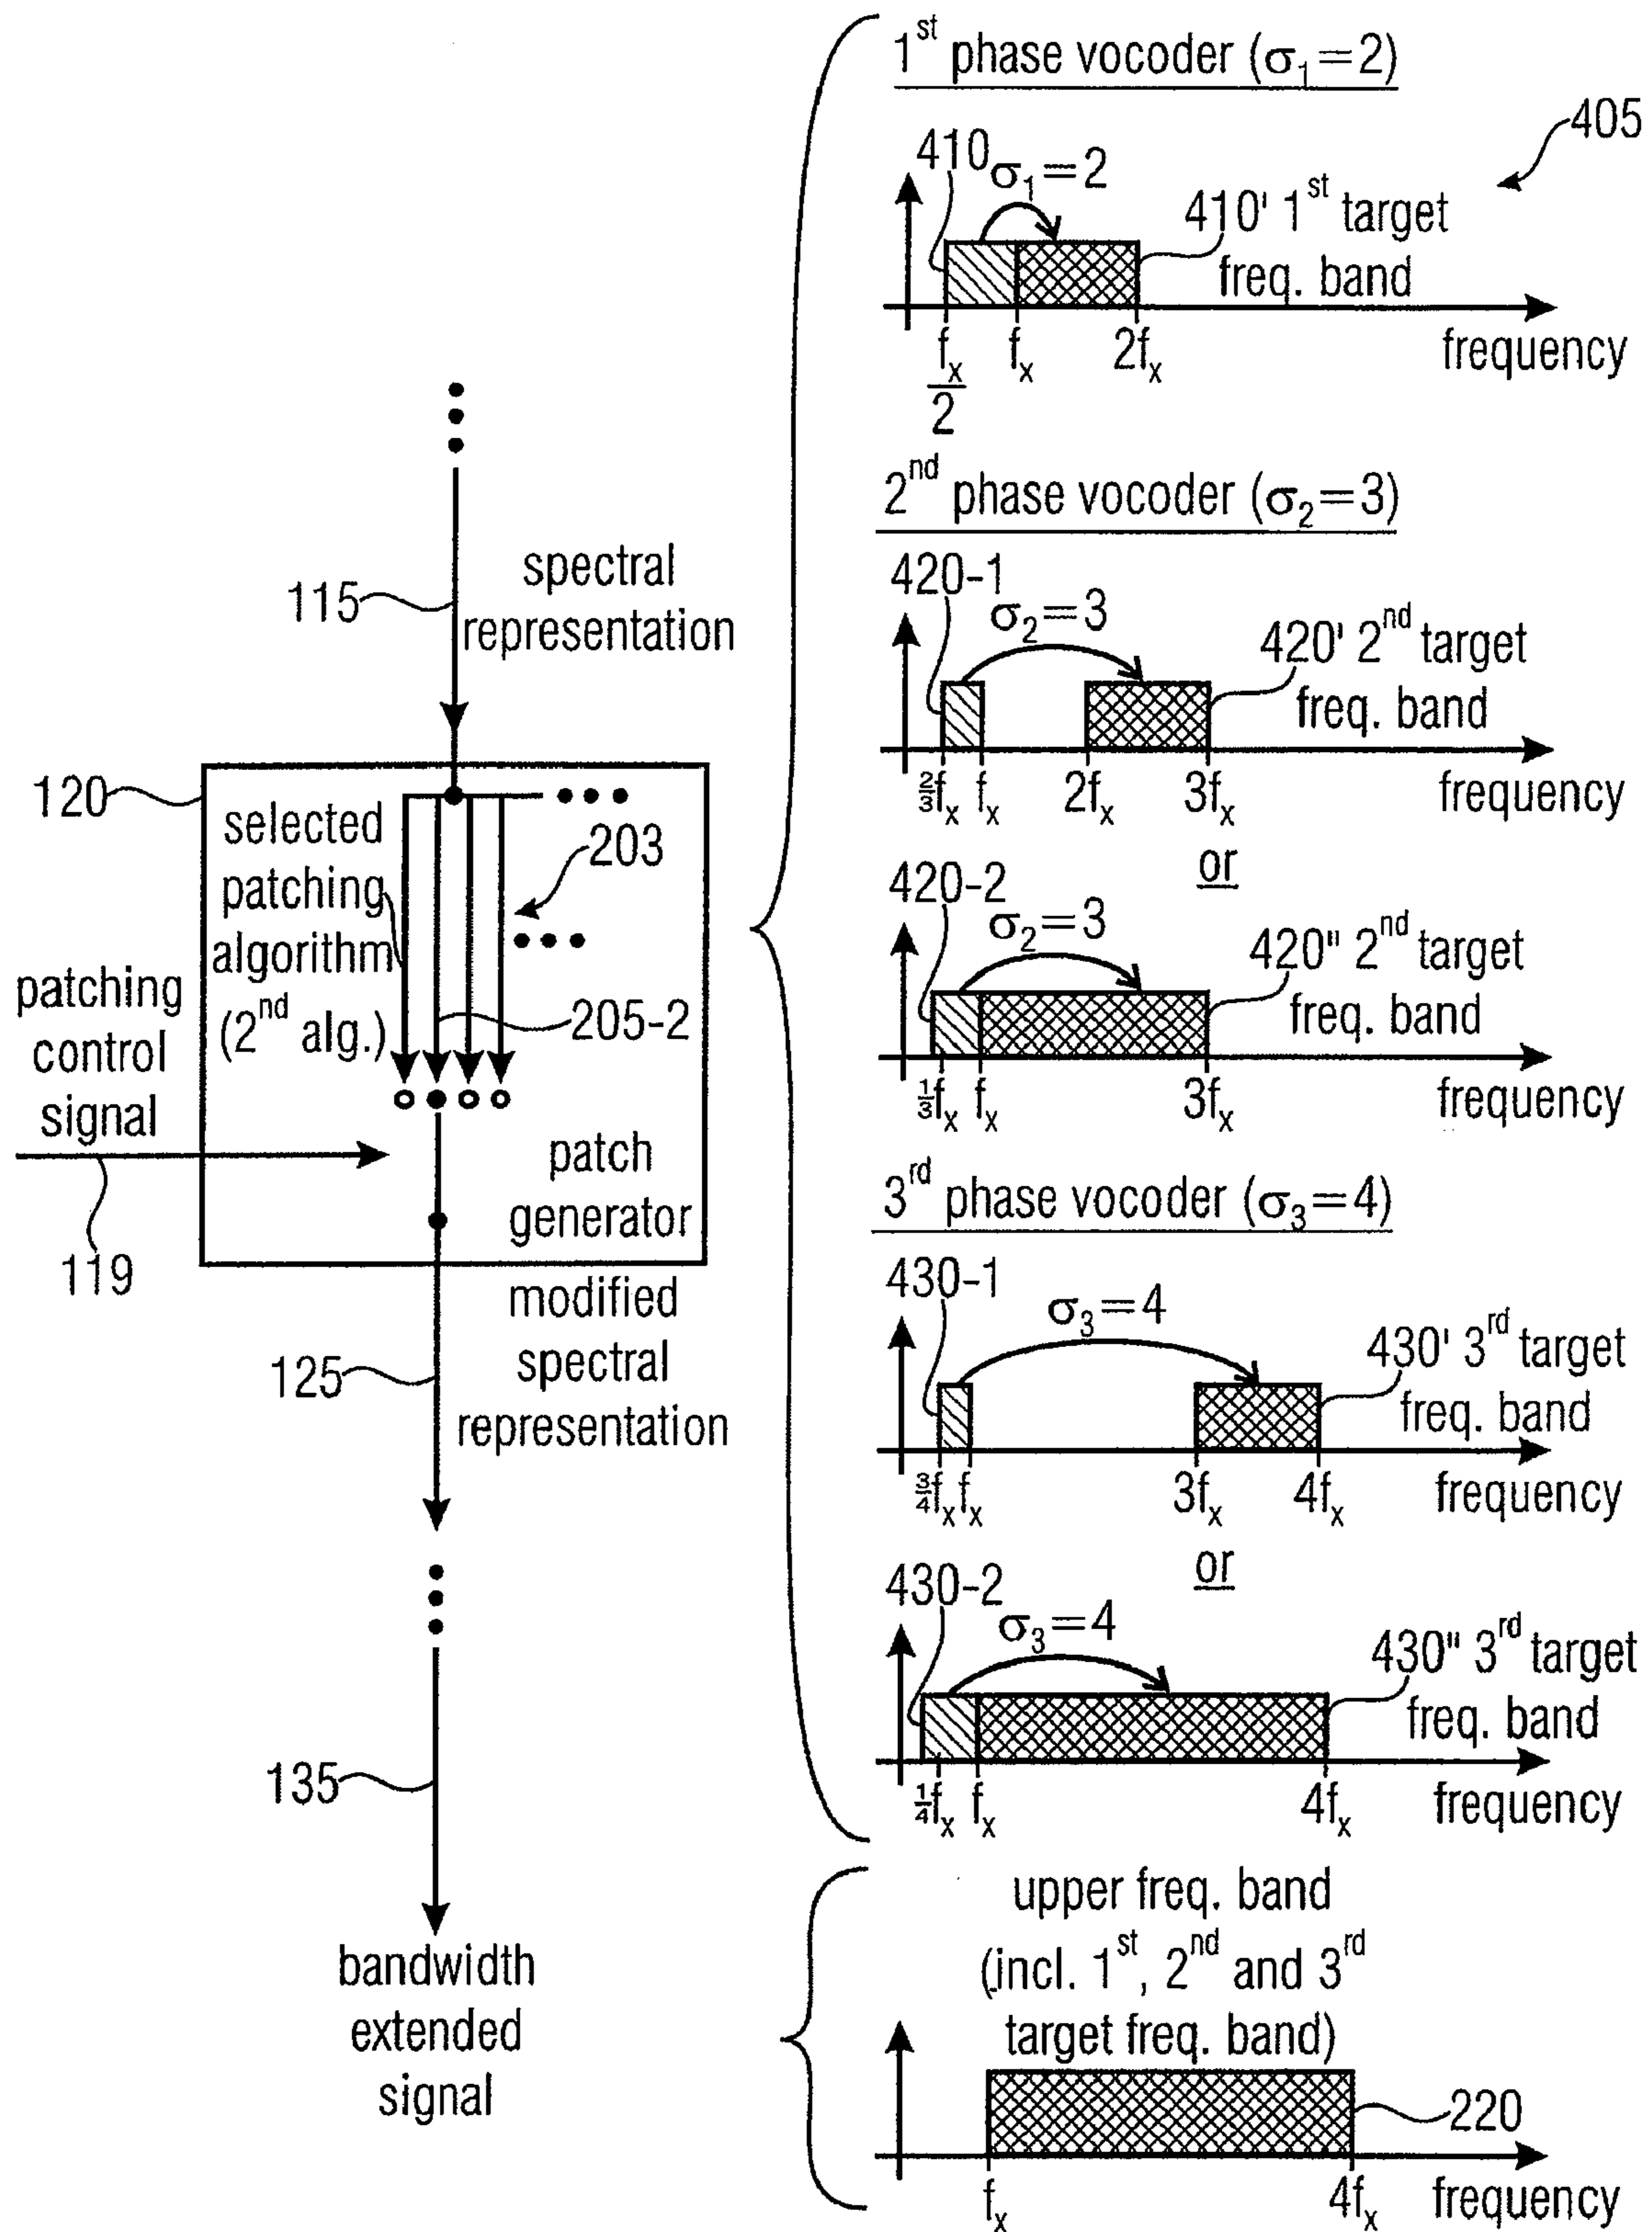 115
spectral
representation
120
selected
patching
algorithm
(2nd alg.)
203
205-2
patching
control
signal
119
patch
generator
modified
spectral
representation
125
135
bandwidth
extended
signal
1st phase vocoder (σ1=2)
405
410
σ1=2
410' 1st target
freq. band
fx/2 fx 2fx frequency
2nd phase vocoder (σ2=3)
420-1
σ2=3
420' 2nd target
freq. band
2/3fx fx 2fx 3fx frequency
or
420-2
σ2=3
420" 2nd target
freq. band
1/3fx fx 3fx frequency
3rd phase vocoder (σ3=4)
430-1
σ3=4
430' 3rd target
freq. band
3/4fx fx 3fx 4fx frequency
or
430-2
σ3=4
430" 3rd target
freq. band
1/4fx fx 4fx frequency
upper freq. band
(incl. 1st, 2nd and 3rd
target freq. band)
220
fx 4fx frequency